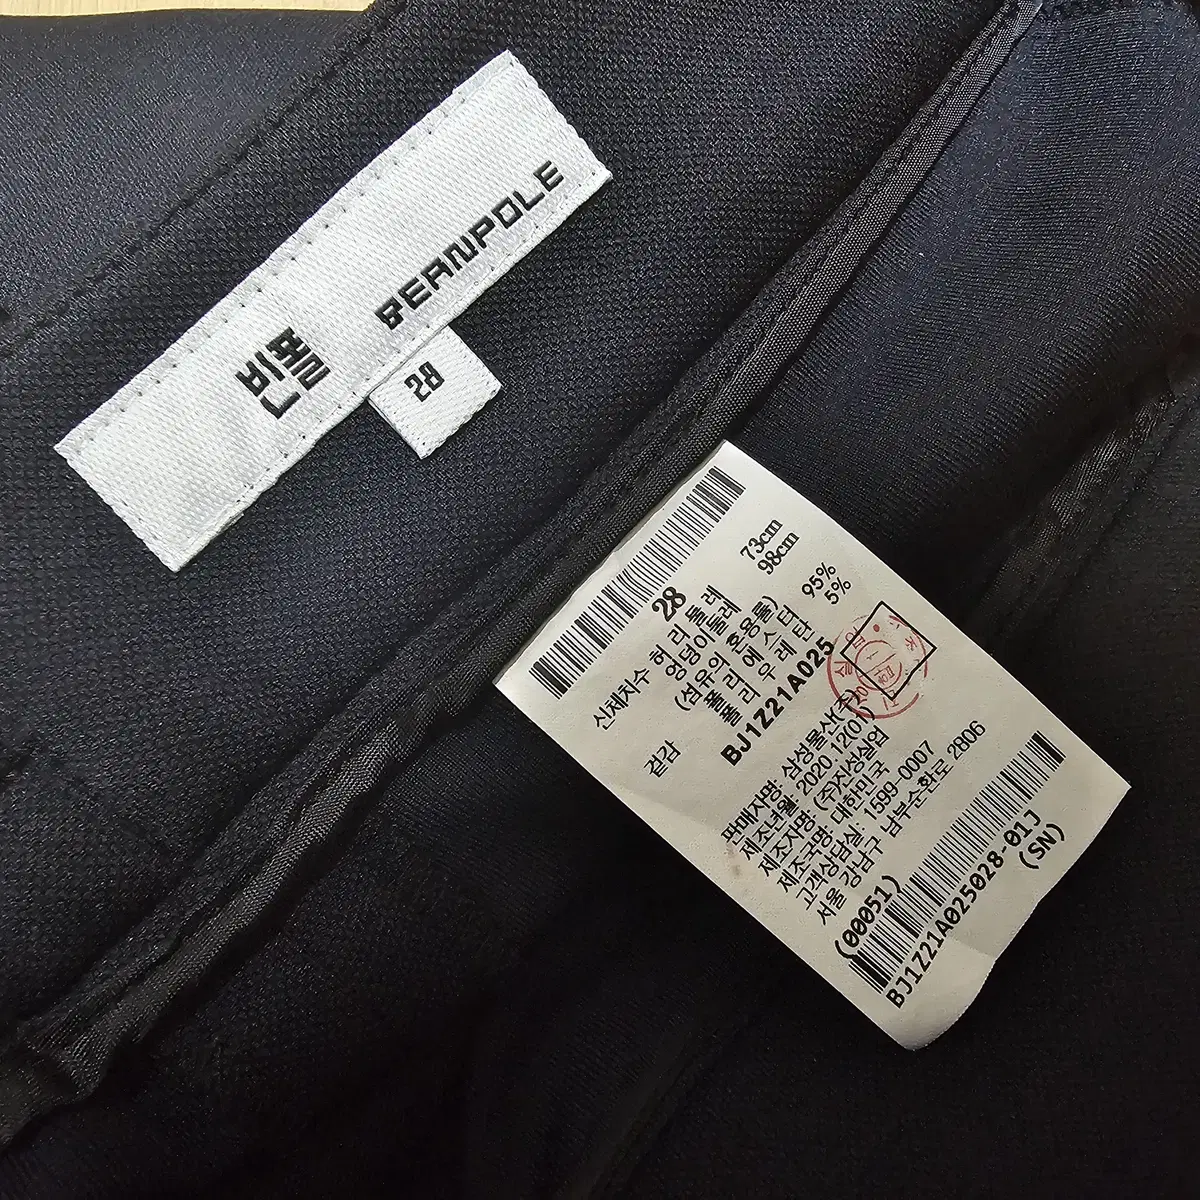 빈폴 BEANPOLE
28
28
신체치수 허리둘레 73cm
엉덩이둘레 98cm
(섬유의 혼용률)
겉감 폴리에스터 95%
폴리우레탄 5%
BJ1Z21A025
판매자명: 삼성물산(주)
제조년월: 2020.12(01)
제조자명: (주)진성실업
제조국명: 대한민국
고객상담실: 1599-0007
서울 강남구 남부순환로 2806
(00051)
BJ1Z21A025028-01J
(SN)